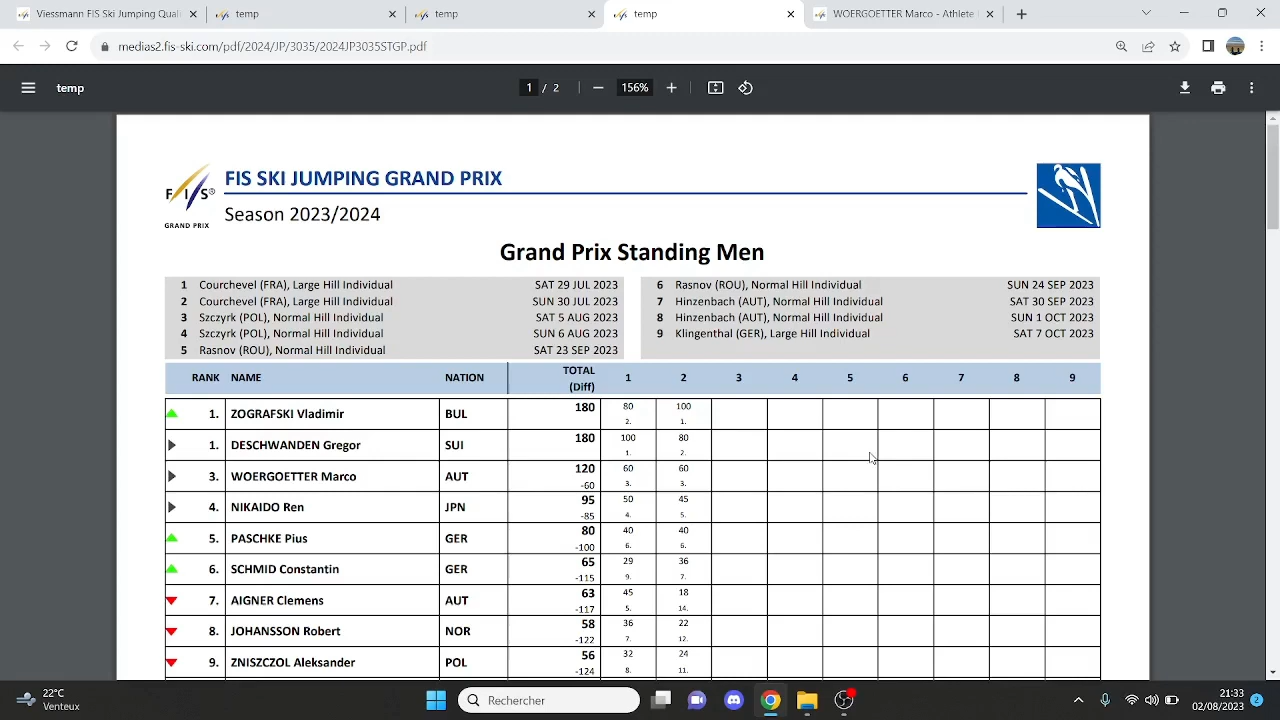 Viessmann FIS Ski Jumping Quali
temp
temp
temp
WOERGOETTER Marco - Athlete
medias2.fis-ski.com/pdf/2024/JP/3035/2024JP3035STGP.pdf
temp
1 / 2
156%
FIS SKI JUMPING GRAND PRIX
FIS®
GRAND PRIX
Season 2023/2024
Grand Prix Standing Men
1 Courchevel (FRA), Large Hill Individual SAT 29 JUL 2023
2 Courchevel (FRA), Large Hill Individual SUN 30 JUL 2023
3 Szczyrk (POL), Normal Hill Individual SAT 5 AUG 2023
4 Szczyrk (POL), Normal Hill Individual SUN 6 AUG 2023
5 Rasnov (ROU), Normal Hill Individual SAT 23 SEP 2023
6 Rasnov (ROU), Normal Hill Individual SUN 24 SEP 2023
7 Hinzenbach (AUT), Normal Hill Individual SAT 30 SEP 2023
8 Hinzenbach (AUT), Normal Hill Individual SUN 1 OCT 2023
9 Klingenthal (GER), Large Hill Individual SAT 7 OCT 2023
RANK NAME NATION TOTAL (Diff) 1 2 3 4 5 6 7 8 9
1. ZOGRAFSKI Vladimir BUL 180 80 100
2. 1.
1. DESCHWANDEN Gregor SUI 180 100 80
1. 2.
3. WOERGOETTER Marco AUT 120 60 60
-60 3. 3.
4. NIKAIDO Ren JPN 95 50 45
-85 4. 5.
5. PASCHKE Pius GER 80 40 40
-100 6. 6.
6. SCHMID Constantin GER 65 29 36
-115 9. 7.
7. AIGNER Clemens AUT 63 45 18
-117 5. 14.
8. JOHANSSON Robert NOR 58 36 22
-122 7. 12.
9. ZNISZCZOL Aleksander POL 56 32 24
-124 8. 11.
22°C
Venteux
Rechercher
21:33
02/08/2023
2